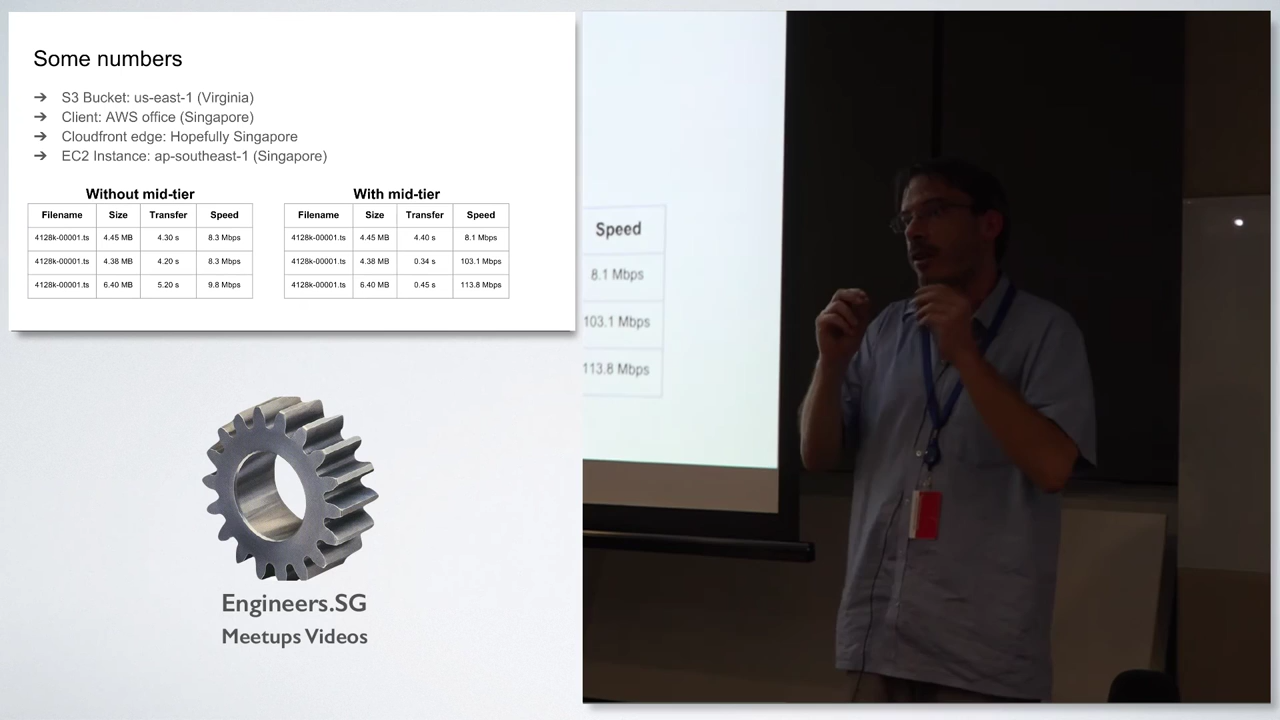 Some numbers
➔ S3 Bucket: us-east-1 (Virginia)
➔ Client: AWS office (Singapore)
➔ Cloudfront edge: Hopefully Singapore
➔ EC2 Instance: ap-southeast-1 (Singapore)
Without mid-tier
Filename Size Transfer Speed
4128k-00001.ts 4.45 MB 4.30 s 8.3 Mbps
4128k-00001.ts 4.38 MB 4.20 s 8.3 Mbps
4128k-00001.ts 6.40 MB 5.20 s 9.8 Mbps
With mid-tier
Filename Size Transfer Speed
4128k-00001.ts 4.45 MB 4.40 s 8.1 Mbps
4128k-00001.ts 4.38 MB 0.34 s 103.1 Mbps
4128k-00001.ts 6.40 MB 0.45 s 113.8 Mbps
Engineers.SG
Meetups Videos
Speed
8.1 Mbps
103.1 Mbps
113.8 Mbps